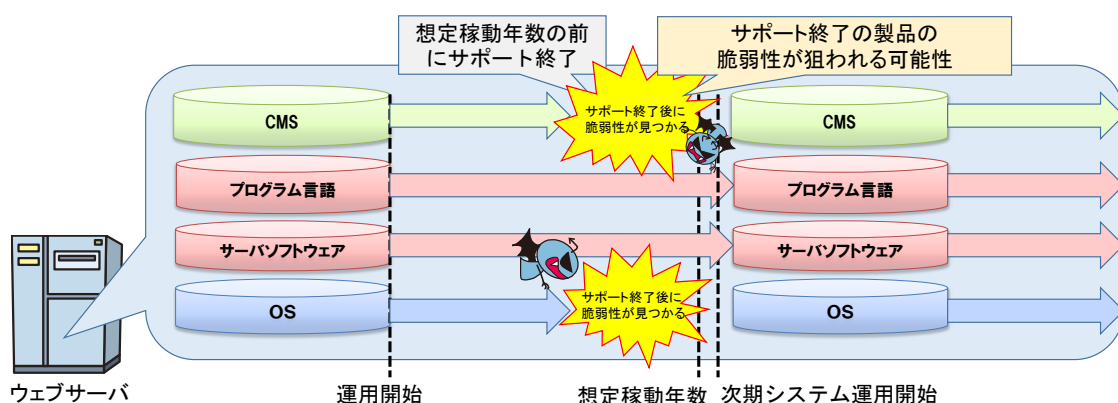 想定稼動年数の前
にサポート終了
サポート終了の製品の
脆弱性が狙われる可能性
CMS
サポート終了後に
脆弱性が見つかる
CMS
プログラム言語
プログラム言語
サーバソフトウェア
サーバソフトウェア
OS
サポート終了後に
脆弱性が見つかる
OS
ウェブサーバ
運用開始
想定稼動年数
次期システム運用開始